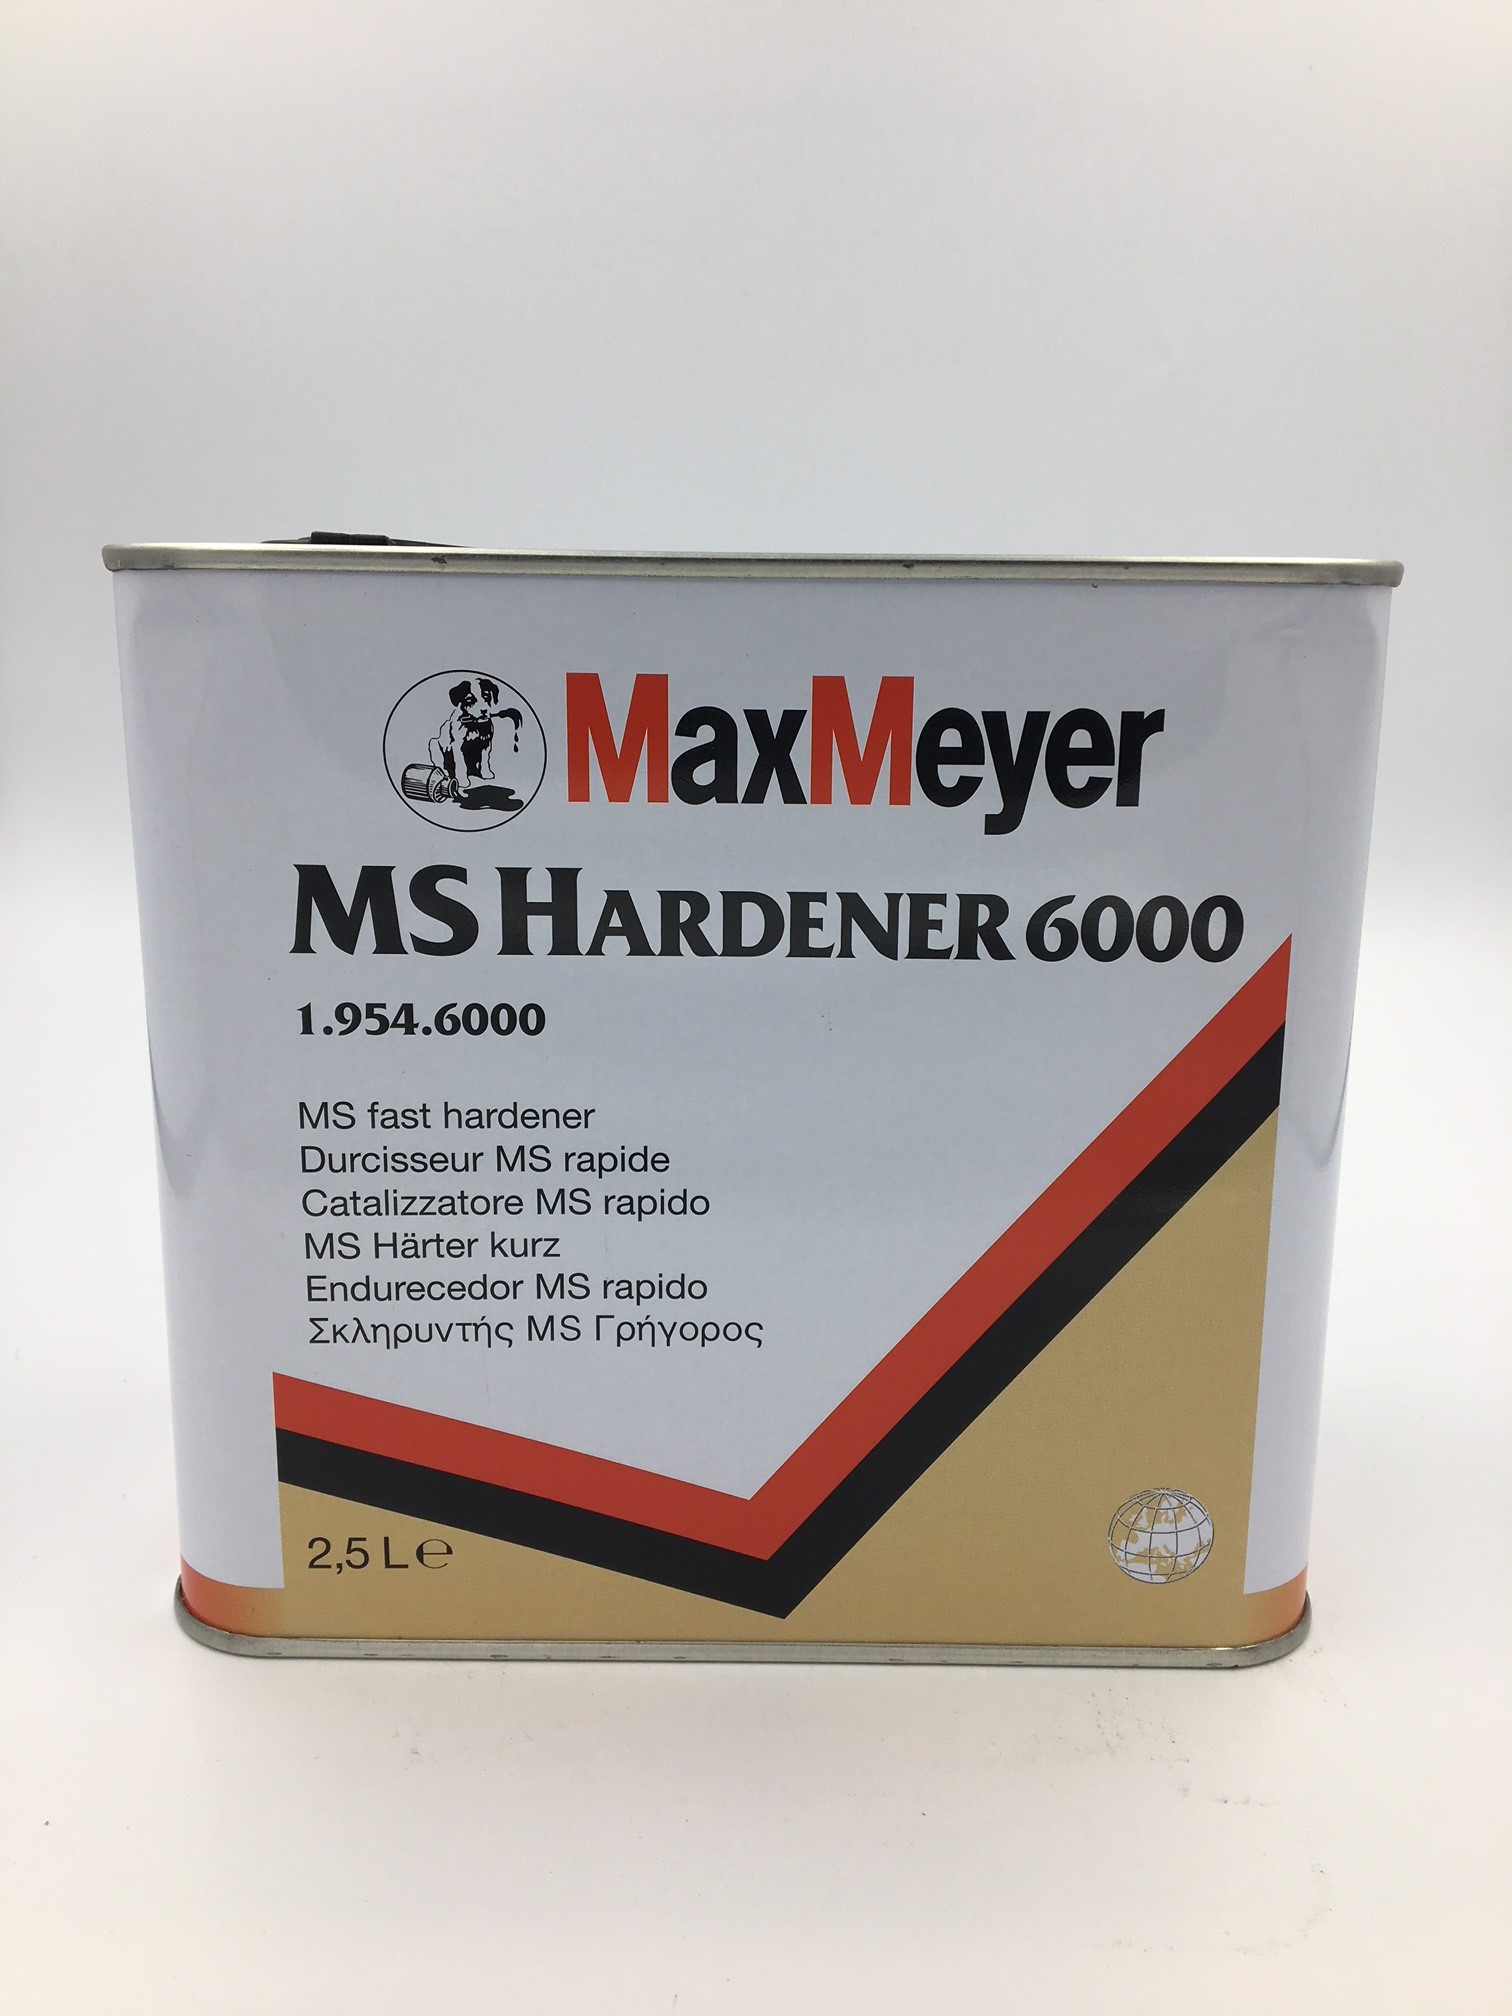 MaxMeyer
MS HARDENER 6000
1.954.6000
MS fast hardener
Durcisseur MS rapide
Catalizzatore MS rapido
MS Härter kurz
Endurecedor MS rapido
Σκληρυντής MS Γρήγορος
2,5 L ℮